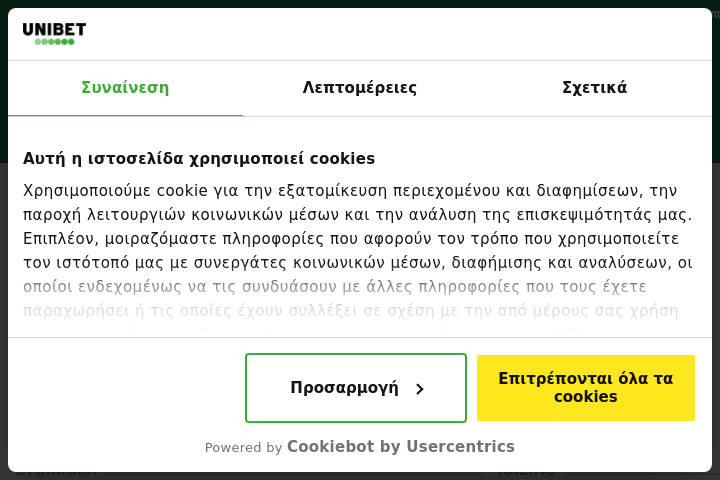 UNIBET
Συναίνεση
Λεπτομέρειες
Σχετικά
Αυτή η ιστοσελίδα χρησιμοποιεί cookies
Χρησιμοποιούμε cookie για την εξατομίκευση περιεχομένου και διαφημίσεων, την
παροχή λειτουργιών κοινωνικών μέσων και την ανάλυση της επισκεψιμότητάς μας.
Επιπλέον, μοιραζόμαστε πληροφορίες που αφορούν τον τρόπο που χρησιμοποιείτε
τον ιστότοπό μας με συνεργάτες κοινωνικών μέσων, διαφήμισης και αναλύσεων, οι
οποίοι ενδεχομένως να τις συνδυάσουν με άλλες πληροφορίες που τους έχετε
παραχωρήσει ή τις οποίες έχουν συλλέξει σε σχέση με την από μέρους σας χρήση
Προσαρμογή
Επιτρέπονται όλα τα
cookies
Powered by Cookiebot by Usercentrics